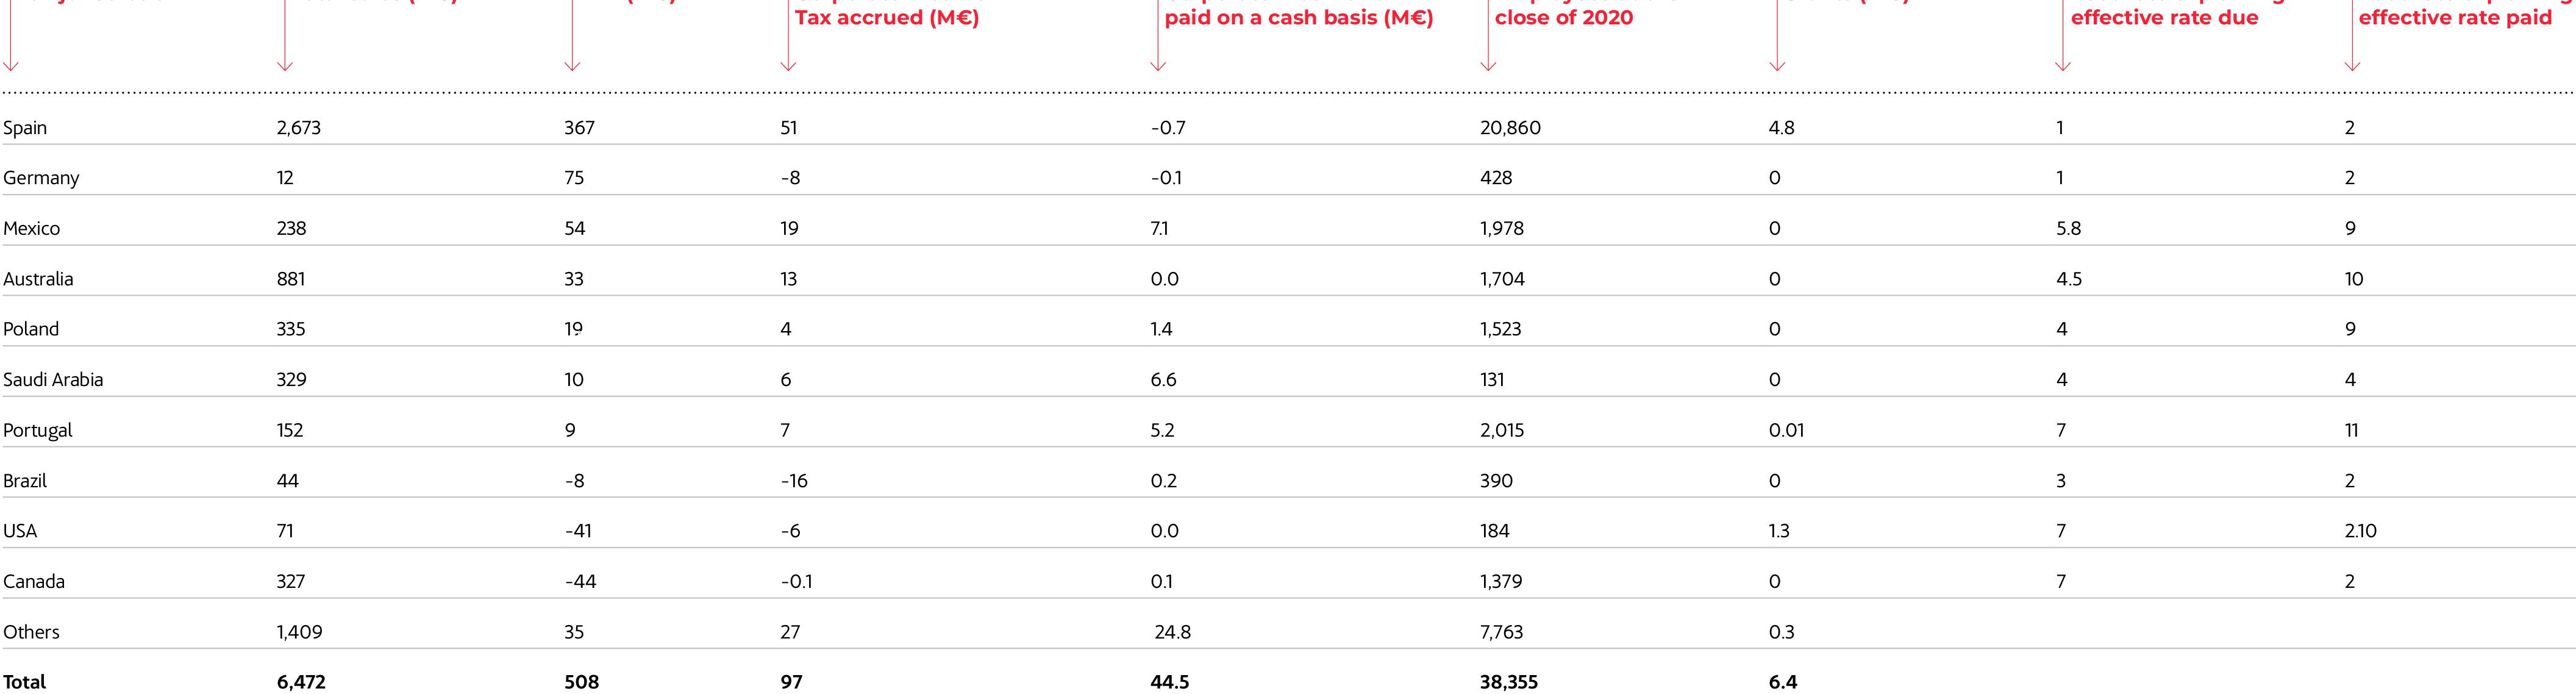 Tax accrued (M€) paid on a cash basis (M€) close of 2020 effective rate due effective rate paid
Spain 2,673 367 51 -0.7 20,860 4.8 1 2
Germany 12 75 -8 -0.1 428 0 1 2
Mexico 238 54 19 7.1 1,978 0 5.8 9
Australia 881 33 13 0.0 1,704 0 4.5 10
Poland 335 19 4 1.4 1,523 0 4 9
Saudi Arabia 329 10 6 6.6 131 0 4 4
Portugal 152 9 7 5.2 2,015 0.01 7 11
Brazil 44 -8 -16 0.2 390 0 3 2
USA 71 -41 -6 0.0 184 1.3 7 2.10
Canada 327 -44 -0.1 0.1 1,379 0 7 2
Others 1,409 35 27 24.8 7,763 0.3
Total 6,472 508 97 44.5 38,355 6.4